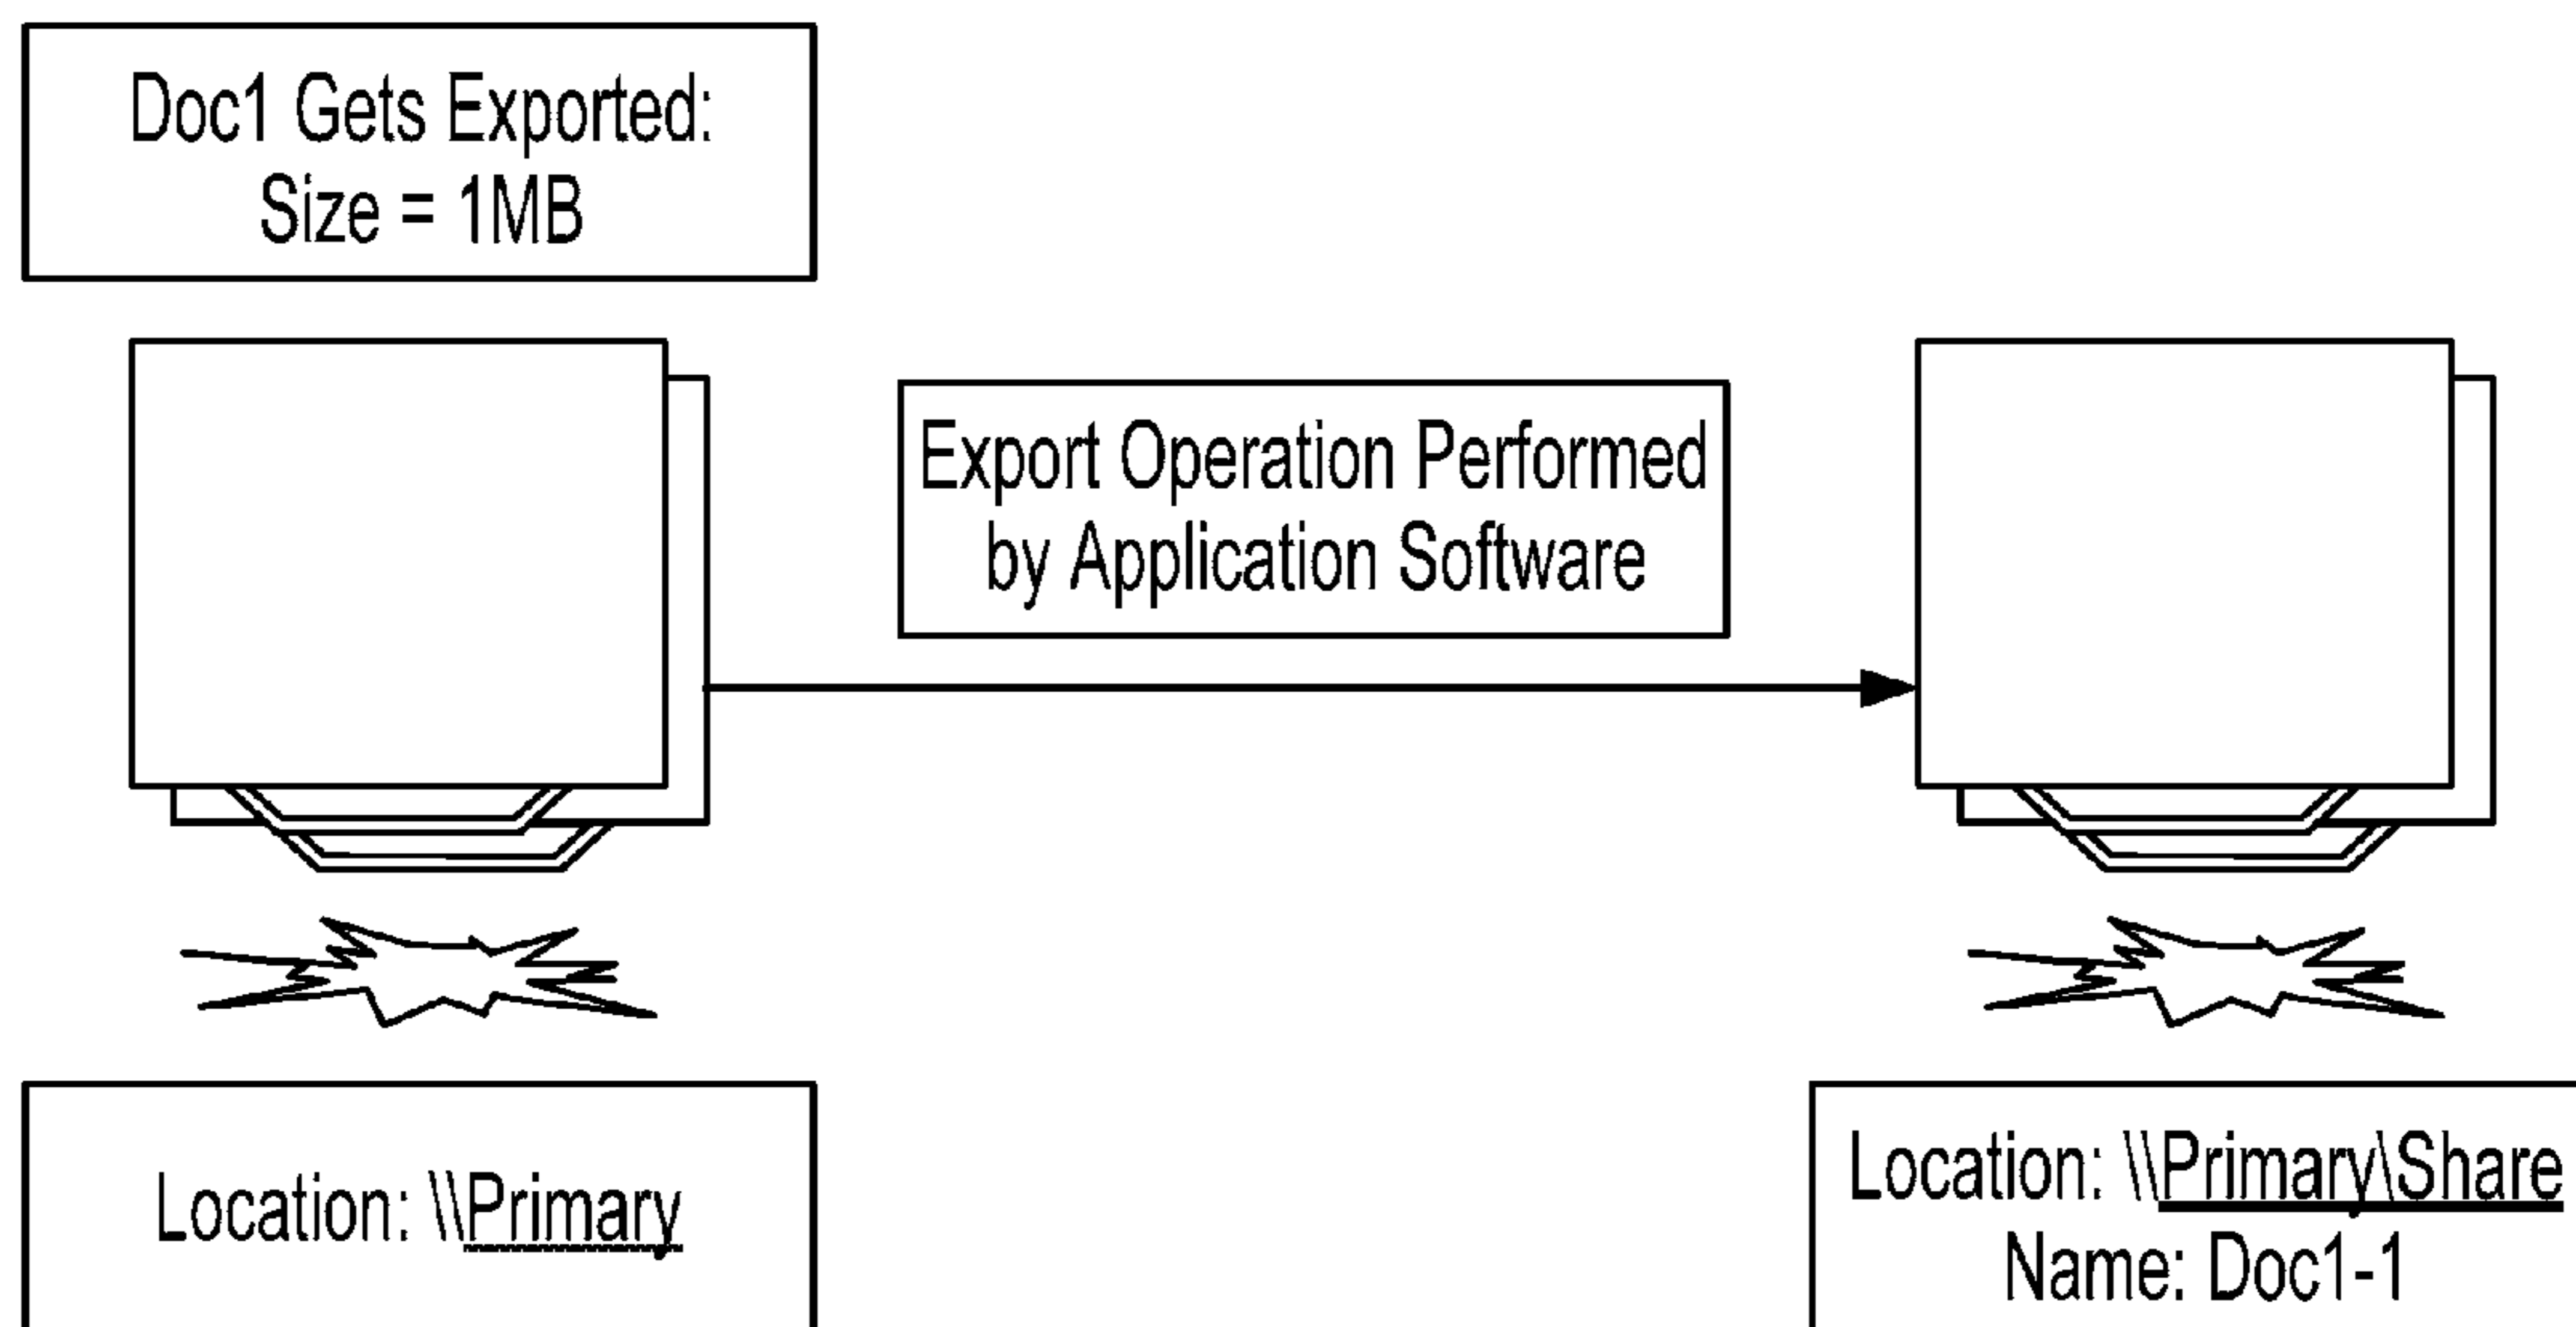 Doc1 Gets Exported:
Size = 1MB
Export Operation Performed
by Application Software
Location: \\Primary
Location: \\Primary\Share
Name: Doc1-1